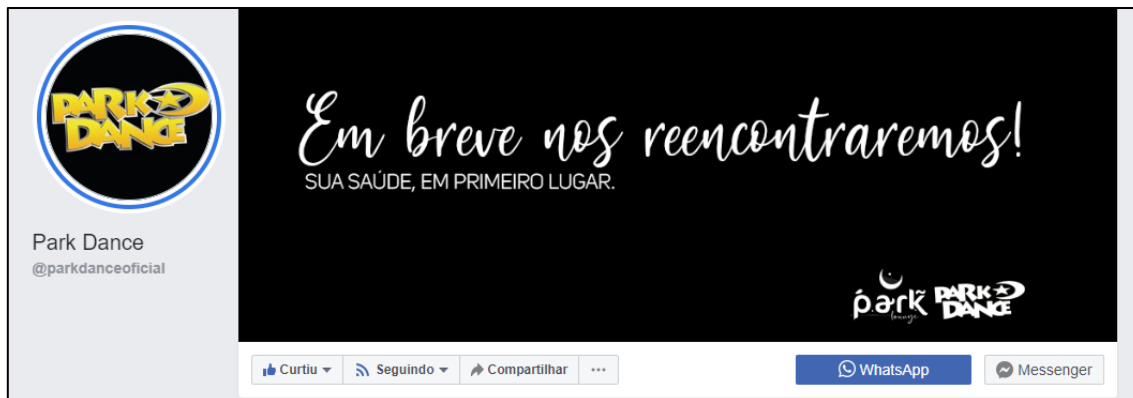 PARK
DANCE
Park Dance
@parkdanceoficial
Em breve nos reencontraremos!
SUA SAÚDE, EM PRIMEIRO LUGAR.
park
lounge
PARK
DANCE
Curtiu
Seguindo
Compartilhar
...
WhatsApp
Messenger